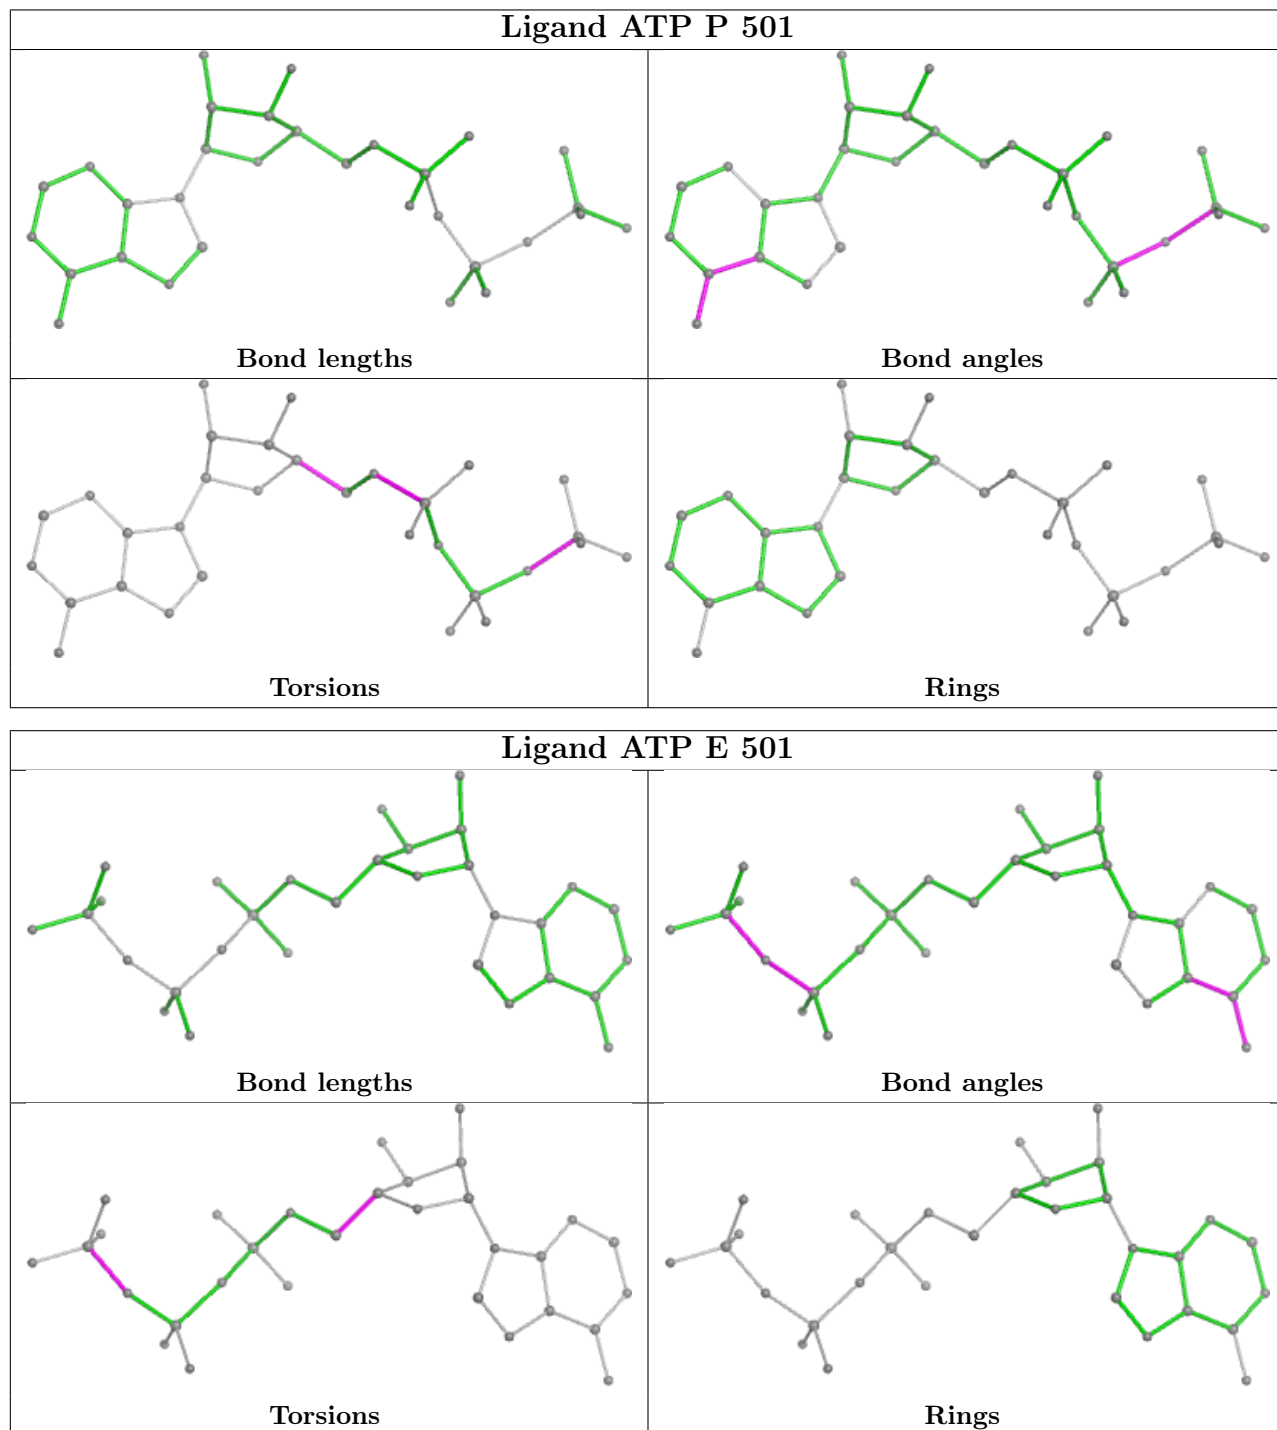 Ligand ATP P 501
Bond lengths
Bond angles
Torsions
Rings
Ligand ATP E 501
Bond lengths
Bond angles
Torsions
Rings